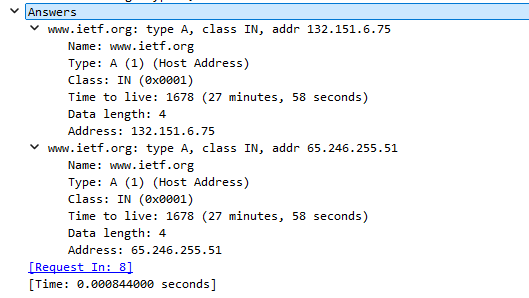 Answers
www.ietf.org: type A, class IN, addr 132.151.6.75
Name: www.ietf.org
Type: A (1) (Host Address)
Class: IN (0x0001)
Time to live: 1678 (27 minutes, 58 seconds)
Data length: 4
Address: 132.151.6.75
www.ietf.org: type A, class IN, addr 65.246.255.51
Name: www.ietf.org
Type: A (1) (Host Address)
Class: IN (0x0001)
Time to live: 1678 (27 minutes, 58 seconds)
Data length: 4
Address: 65.246.255.51
[Request In: 8]
[Time: 0.000844000 seconds]